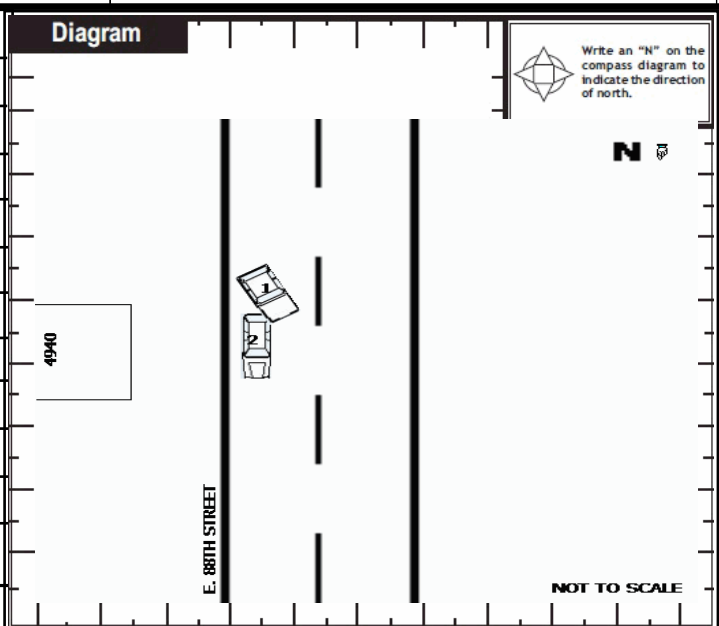 Diagram
Write an “N” on the
compass diagram to
indicate the direction
of north.
N
1
2
4940
E. 88TH STREET
NOT TO SCALE